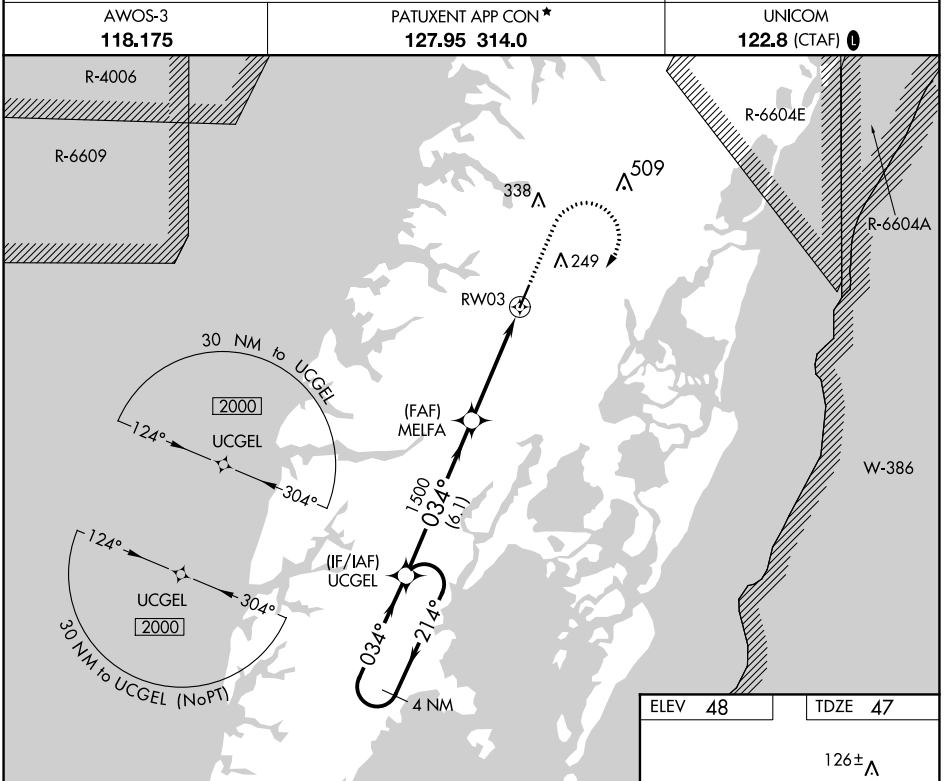 AWOS-3
118.175
PATUXENT APP CON ★
127.95 314.0
UNICOM
122.8 (CTAF) L
R-4006
R-6609
R-6604E
R-6604A
338
509
249
RW03
30 NM to UCGEL
2000
124°
UCGEL
304°
(FAF)
MELFA
1500
034°
(6.1)
W-386
124°
UCGEL
304°
2000
30 NM to UCGEL (NoPT)
(IF/IAF)
UCGEL
034°
214°
4 NM
ELEV 48
TDZE 47
126±